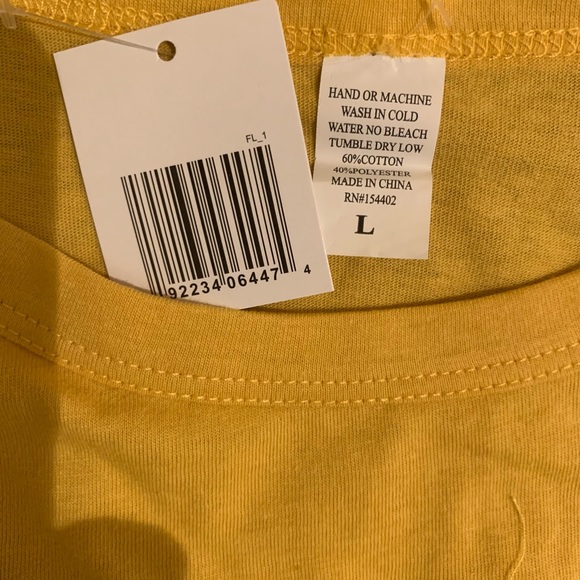 FL_1
92234 06447 4
HAND OR MACHINE
WASH IN COLD
WATER NO BLEACH
TUMBLE DRY LOW
60%COTTON
40%POLYESTER
MADE IN CHINA
RN#154402
L